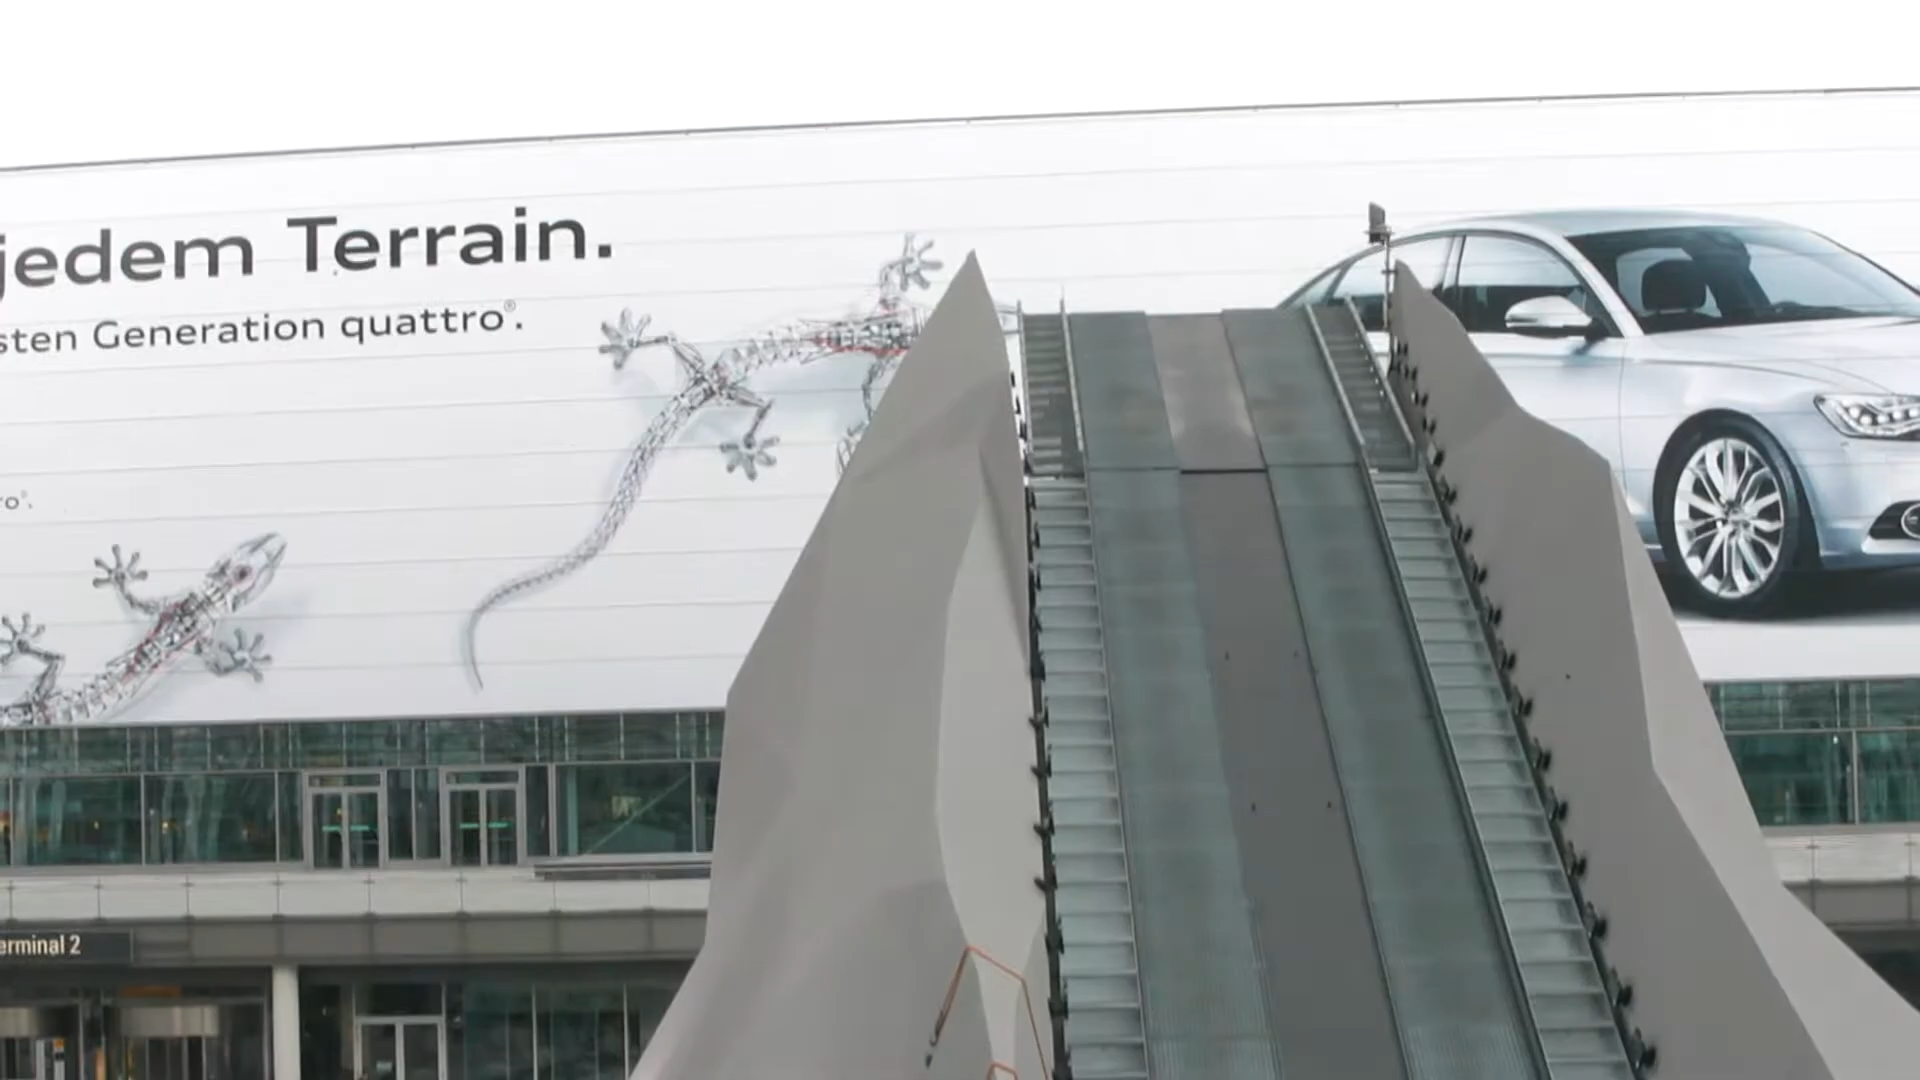 jedem Terrain.
sten Generation quattro®.
ro®.
erminal 2